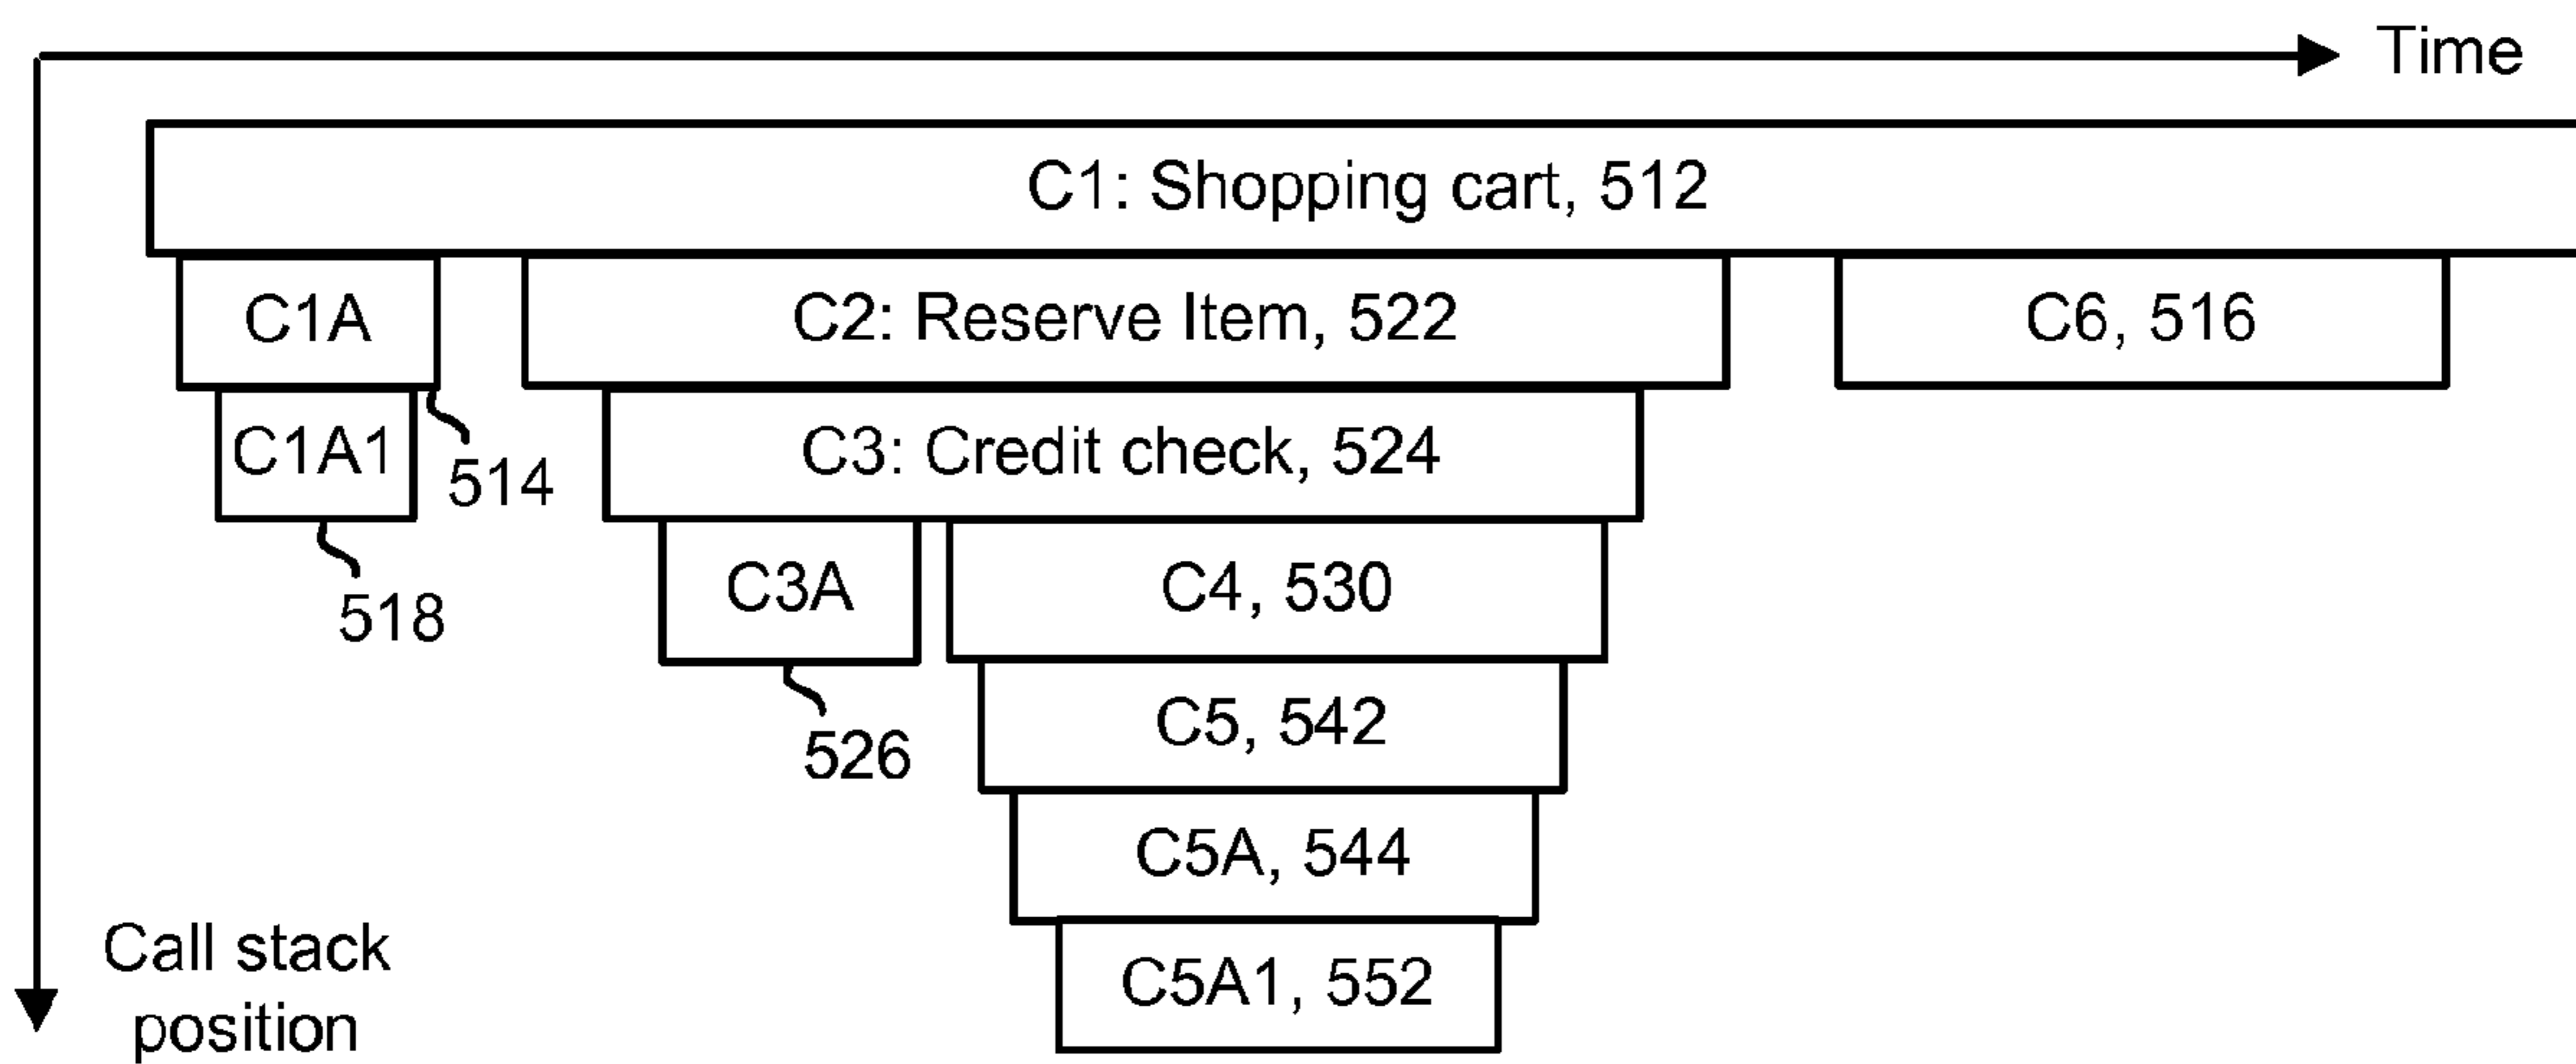 Time
C1: Shopping cart, 512
C1A
C2: Reserve Item, 522
C6, 516
C1A1
514
C3: Credit check, 524
518
C3A
C4, 530
526
C5, 542
C5A, 544
Call stack
position
C5A1, 552